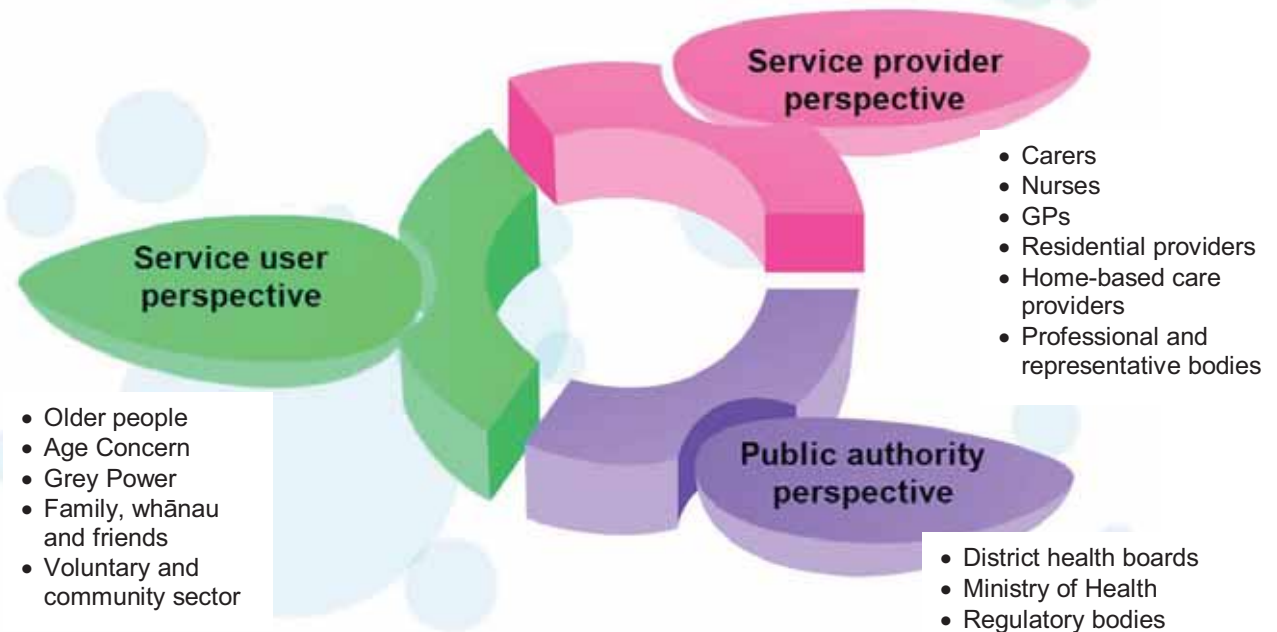 Service provider
perspective
• Carers
• Nurses
• GPs
• Residential providers
• Home-based care
providers
• Professional and
representative bodies
Service user
perspective
• Older people
• Age Concern
• Grey Power
• Family, whānau
and friends
• Voluntary and
community sector
Public authority
perspective
• District health boards
• Ministry of Health
• Regulatory bodies